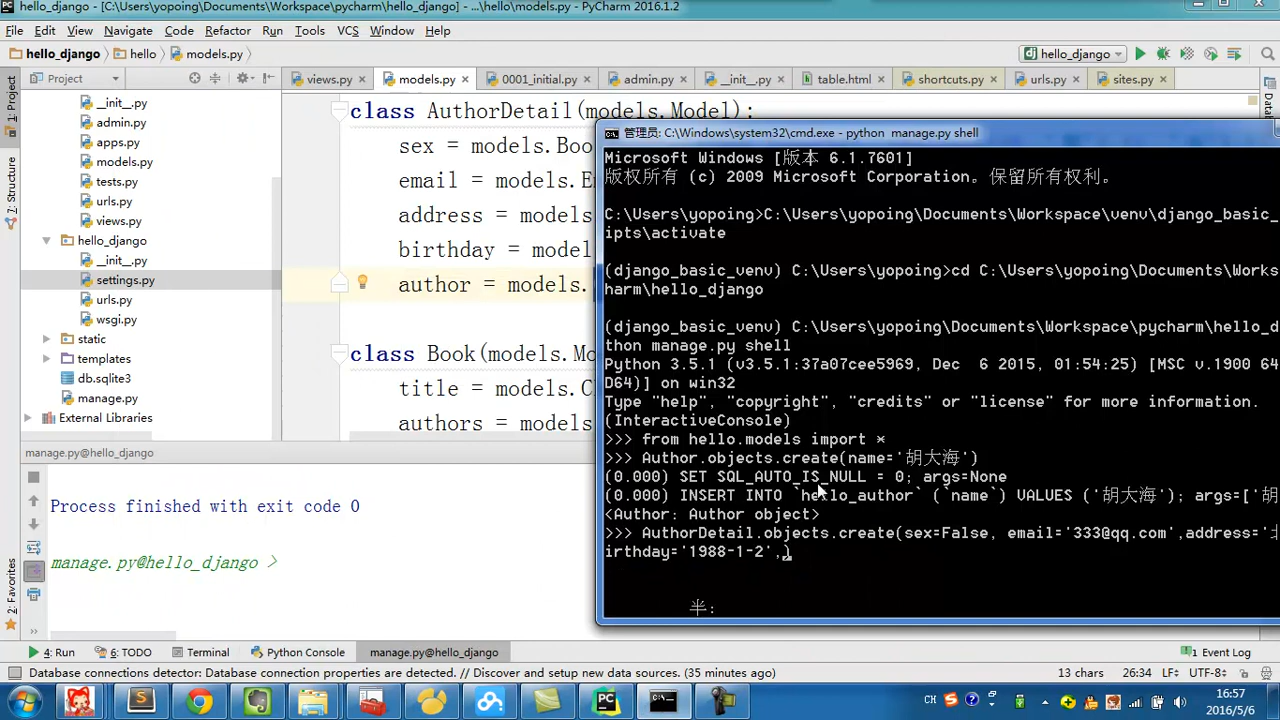 hello_django [C:\Users\yopoing\Documents\Workspace\pycharm\hello_django] - ...\hello\models.py - PyCharm 2016.1.2
File Edit View Navigate Code Refactor Run Tools VCS Window Help
hello_django hello models.py hello_django
Project views.py models.py 0001_initial.py admin.py __init__.py table.html shortcuts.py urls.py sites.py
1: Project
7: Structure
2: Favorites
Datab
__init__.py
admin.py
apps.py
models.py
tests.py
urls.py
views.py
hello_django
__init__.py
settings.py
urls.py
wsgi.py
static
templates
db.sqlite3
manage.py
External Libraries
class AuthorDetail(models.Model):
sex = models.Boo
email = models.E
address = models
birthday = model
author = models.
class Book(models.Mo
title = models.C
authors = models
管理员: C:\Windows\system32\cmd.exe - python manage.py shell
Microsoft Windows [版本 6.1.7601]
版权所有 (c) 2009 Microsoft Corporation。保留所有权利。
C:\Users\yopoing>C:\Users\yopoing\Documents\Workspace\venv\django_basic_
ipts\activate
(django_basic_venv) C:\Users\yopoing>cd C:\Users\yopoing\Documents\Works
harm\hello_django
(django_basic_venv) C:\Users\yopoing\Documents\Workspace\pycharm\hello_d
thon manage.py shell
Python 3.5.1 (v3.5.1:37a07cee5969, Dec 6 2015, 01:54:25) [MSC v.1900 64
D64)] on win32
Type "help", "copyright", "credits" or "license" for more information.
(InteractiveConsole)
>>> from hello.models import *
>>> Author.objects.create(name='胡大海')
(0.000) SET SQL_AUTO_IS_NULL = 0; args=None
(0.000) INSERT INTO `hello_author` (`name`) VALUES ('胡大海'); args=['胡
<Author: Author object>
>>> AuthorDetail.objects.create(sex=False, email='333@qq.com',address='北
irthday='1988-1-2',)
半:
manage.py@hello_django
Process finished with exit code 0
manage.py@hello_django >
4: Run 6: TODO Terminal Python Console manage.py@hello_django Event Log
Database connections detector: Database connection properties are detected. // Discover and setup new data sources. (35 minutes ago) 13 chars 26:34 LF÷ UTF-8÷
CH 16:57
2016/5/6